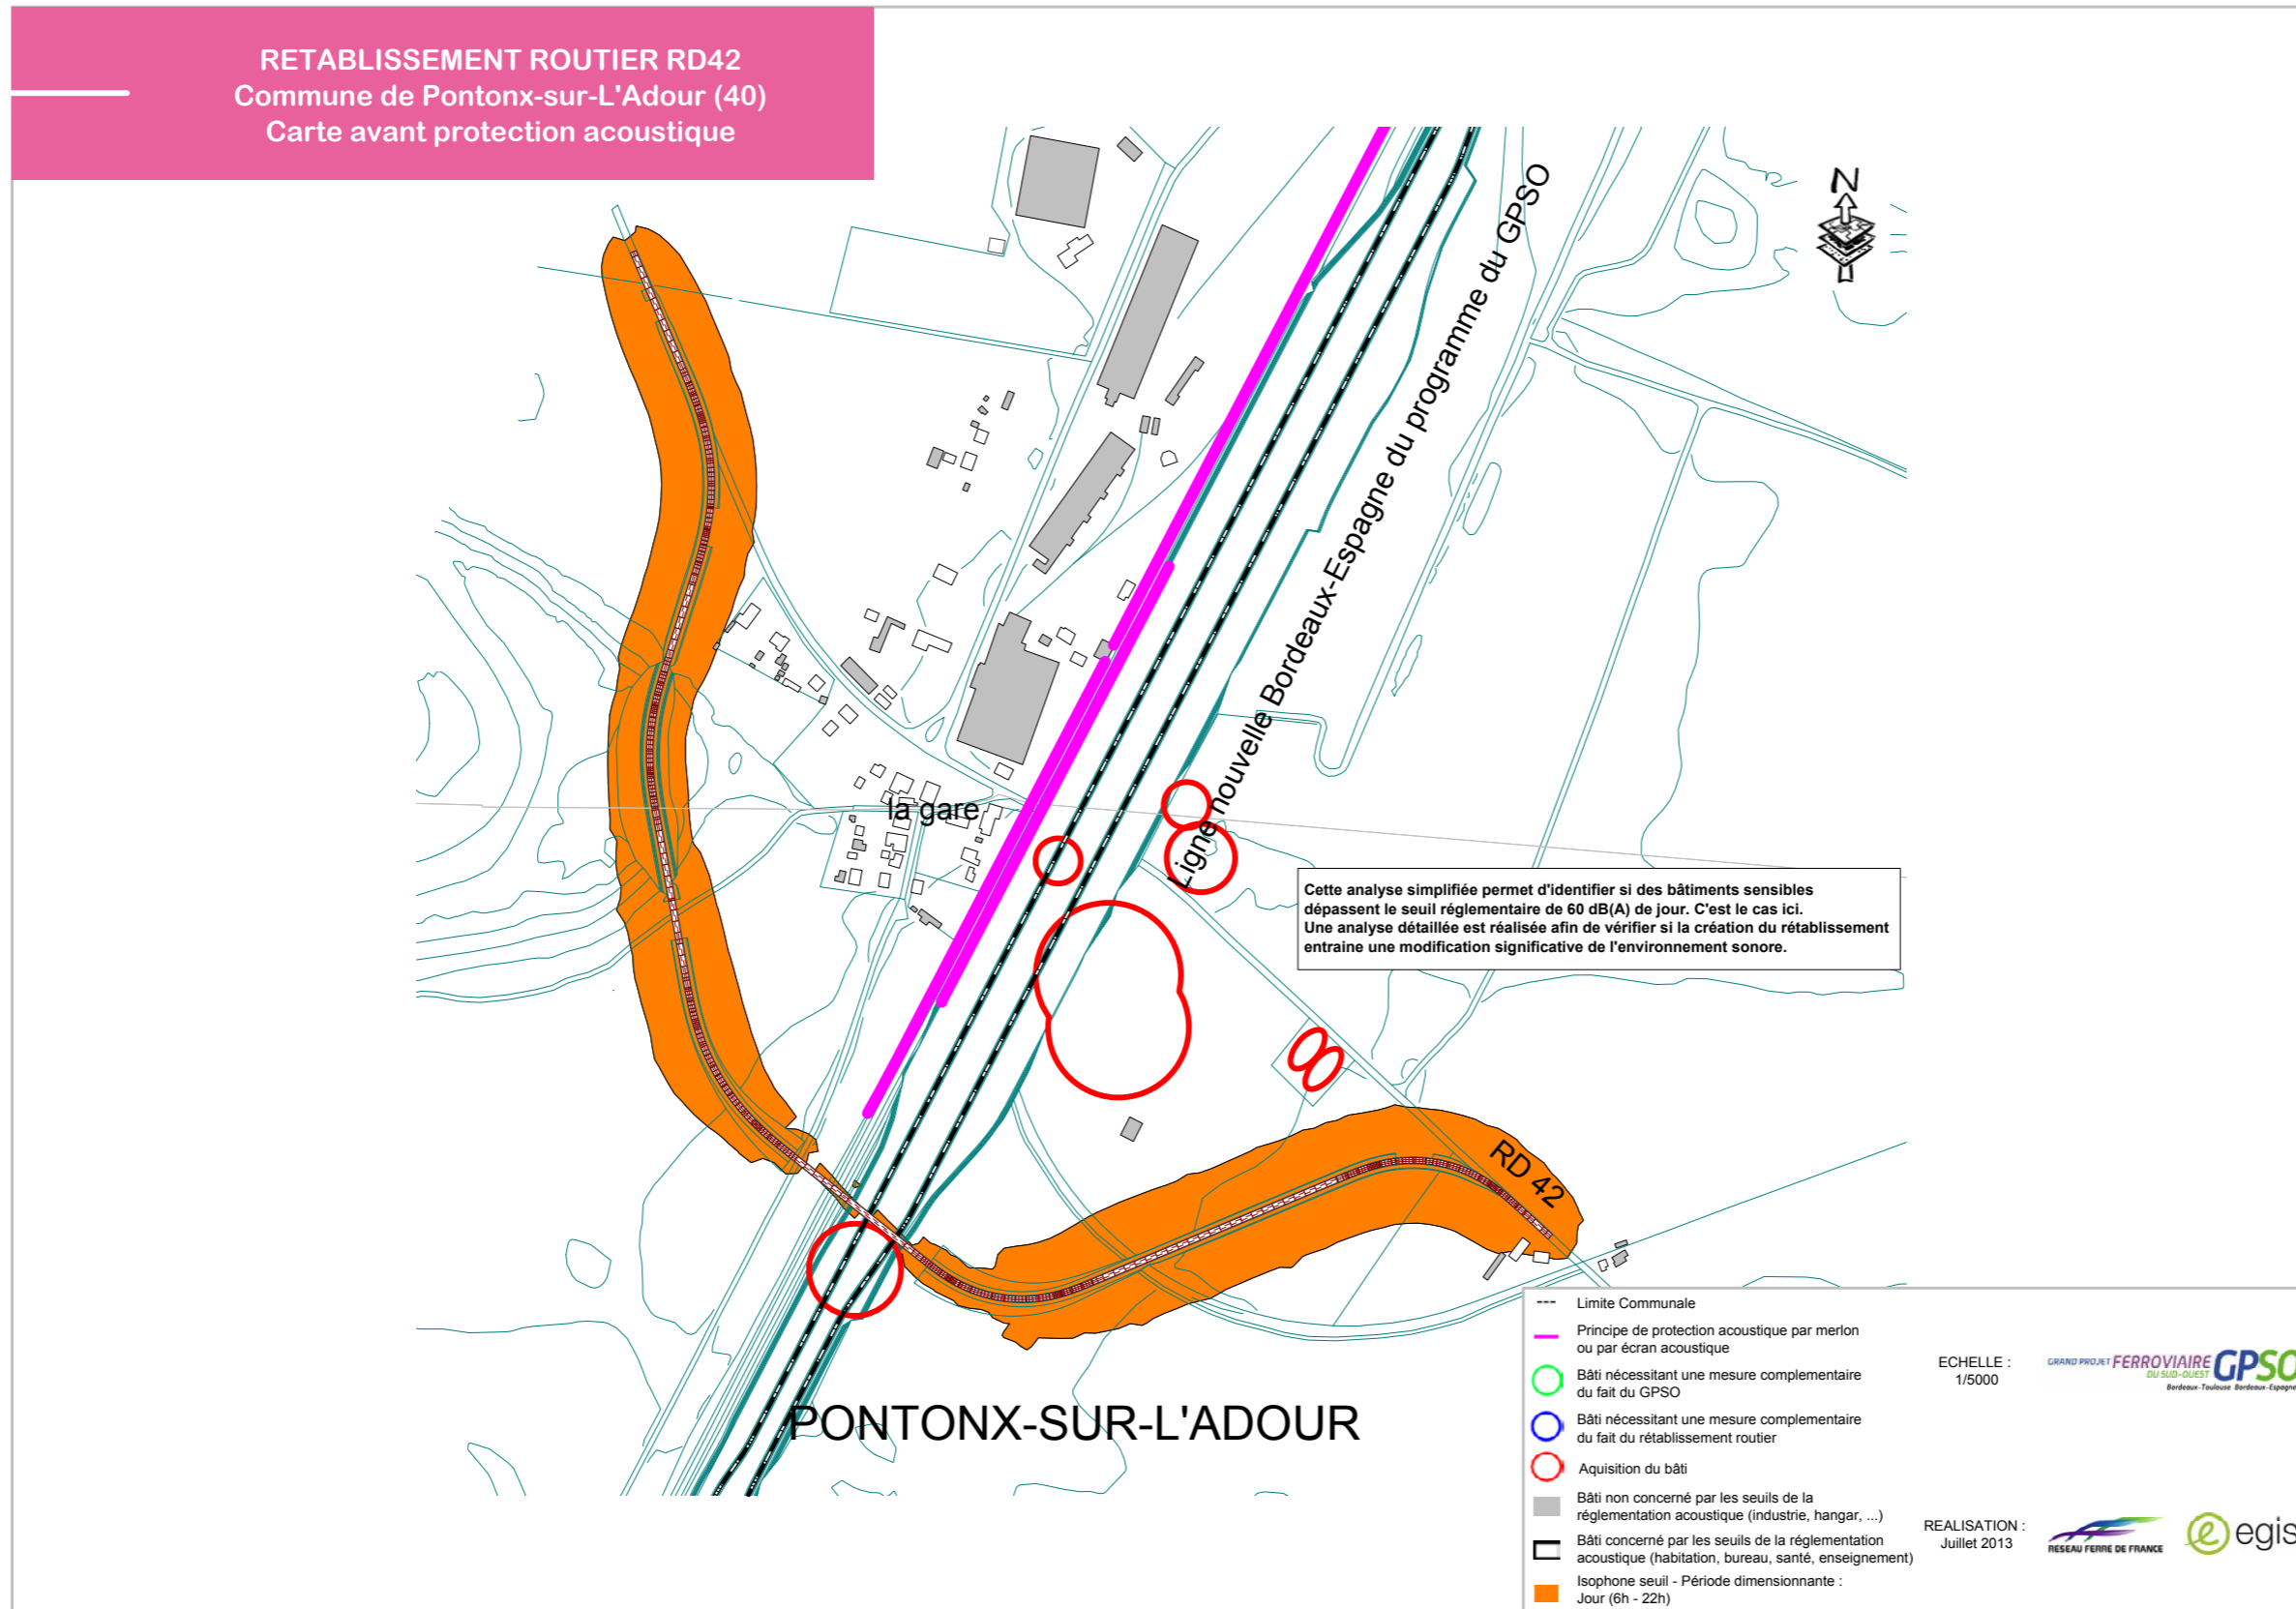 RETABLISSEMENT ROUTIER RD42
Commune de Pontonx-sur-L'Adour (40)
Carte avant protection acoustique
N
Ligne nouvelle Bordeaux-Espagne du programme du GPSO
la gare
Cette analyse simplifiée permet d'identifier si des bâtiments sensibles
dépassent le seuil réglementaire de 60 dB(A) de jour. C'est le cas ici.
Une analyse détaillée est réalisée afin de vérifier si la création du rétablissement
entraine une modification significative de l'environnement sonore.
RD 42
PONTONX-SUR-L'ADOUR
Limite Communale
Principe de protection acoustique par merlon
ou par écran acoustique
Bâti nécessitant une mesure complementaire
du fait du GPSO
Bâti nécessitant une mesure complementaire
du fait du rétablissement routier
Aquisition du bâti
Bâti non concerné par les seuils de la
réglementation acoustique (industrie, hangar, ...)
Bâti concerné par les seuils de la réglementation
acoustique (habitation, bureau, santé, enseignement)
Isophone seuil - Période dimensionnante :
Jour (6h - 22h)
ECHELLE :
1/5000
GRAND PROJET FERROVIAIRE GPSO
DU SUD-OUEST
Bordeaux-Toulouse Bordeaux-Espagne
REALISATION :
Juillet 2013
RESEAU FERRE DE FRANCE
egis